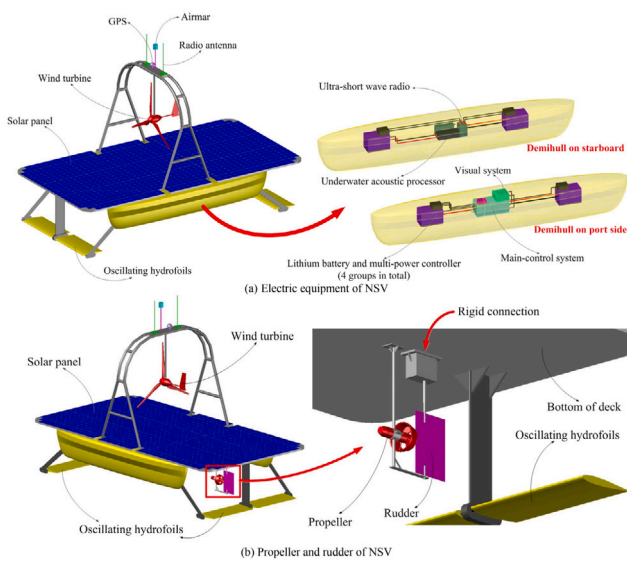 Airmar
GPS
Radio antenna
Wind turbine
Solar panel
Oscillating hydrofoils
Ultra-short wave radio
Demihull on starboard
Underwater acoustic processor
Visual system
Demihull on port side
Lithium battery and multi-power controller
(4 groups in total)
Main-control system
(a) Electric equipment of NSV
Wind turbine
Solar panel
Oscillating hydrofoils
Rigid connection
Bottom of deck
Oscillating hydrofoils
Propeller
Rudder
(b) Propeller and rudder of NSV